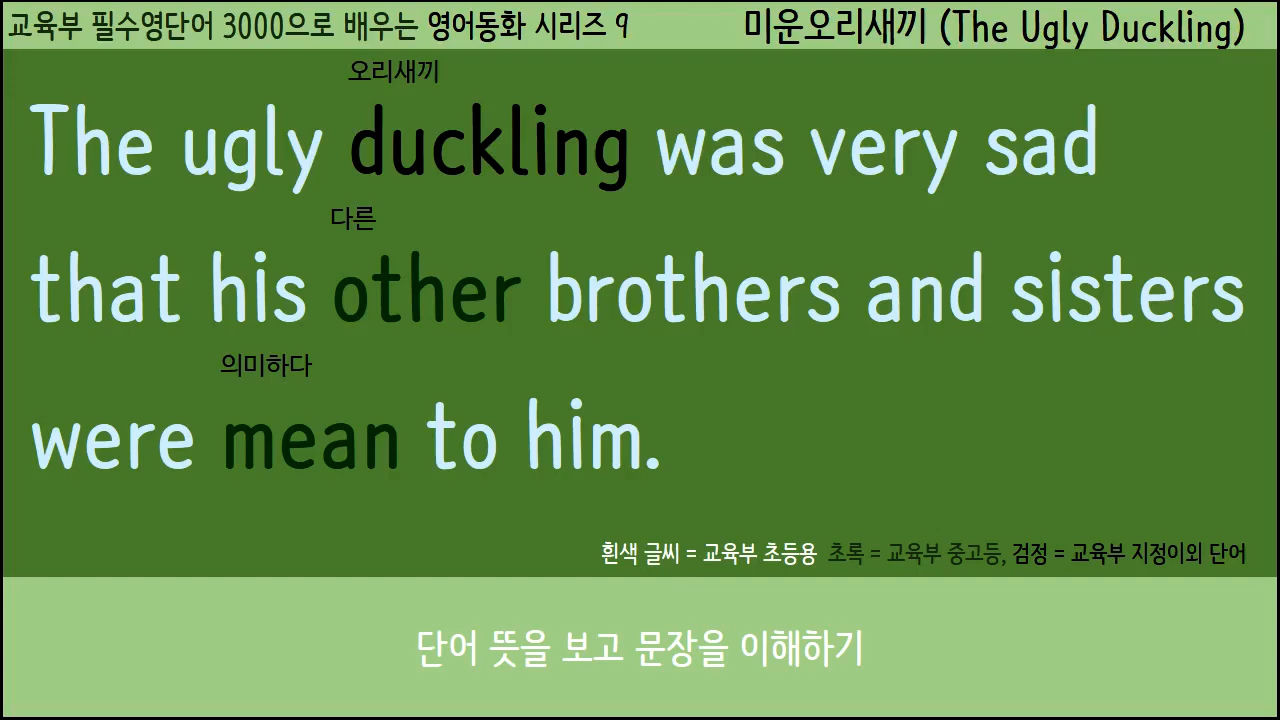 교육부 필수영단어 3000으로 배우는 영어동화 시리즈 9
미운오리새끼 (The Ugly Duckling)
오리새끼
The ugly duckling was very sad
다른
that his other brothers and sisters
의미하다
were mean to him.
흰색 글씨 = 교육부 초등용 초록 = 교육부 중고등, 검정 = 교육부 지정이외 단어
단어 뜻을 보고 문장을 이해하기